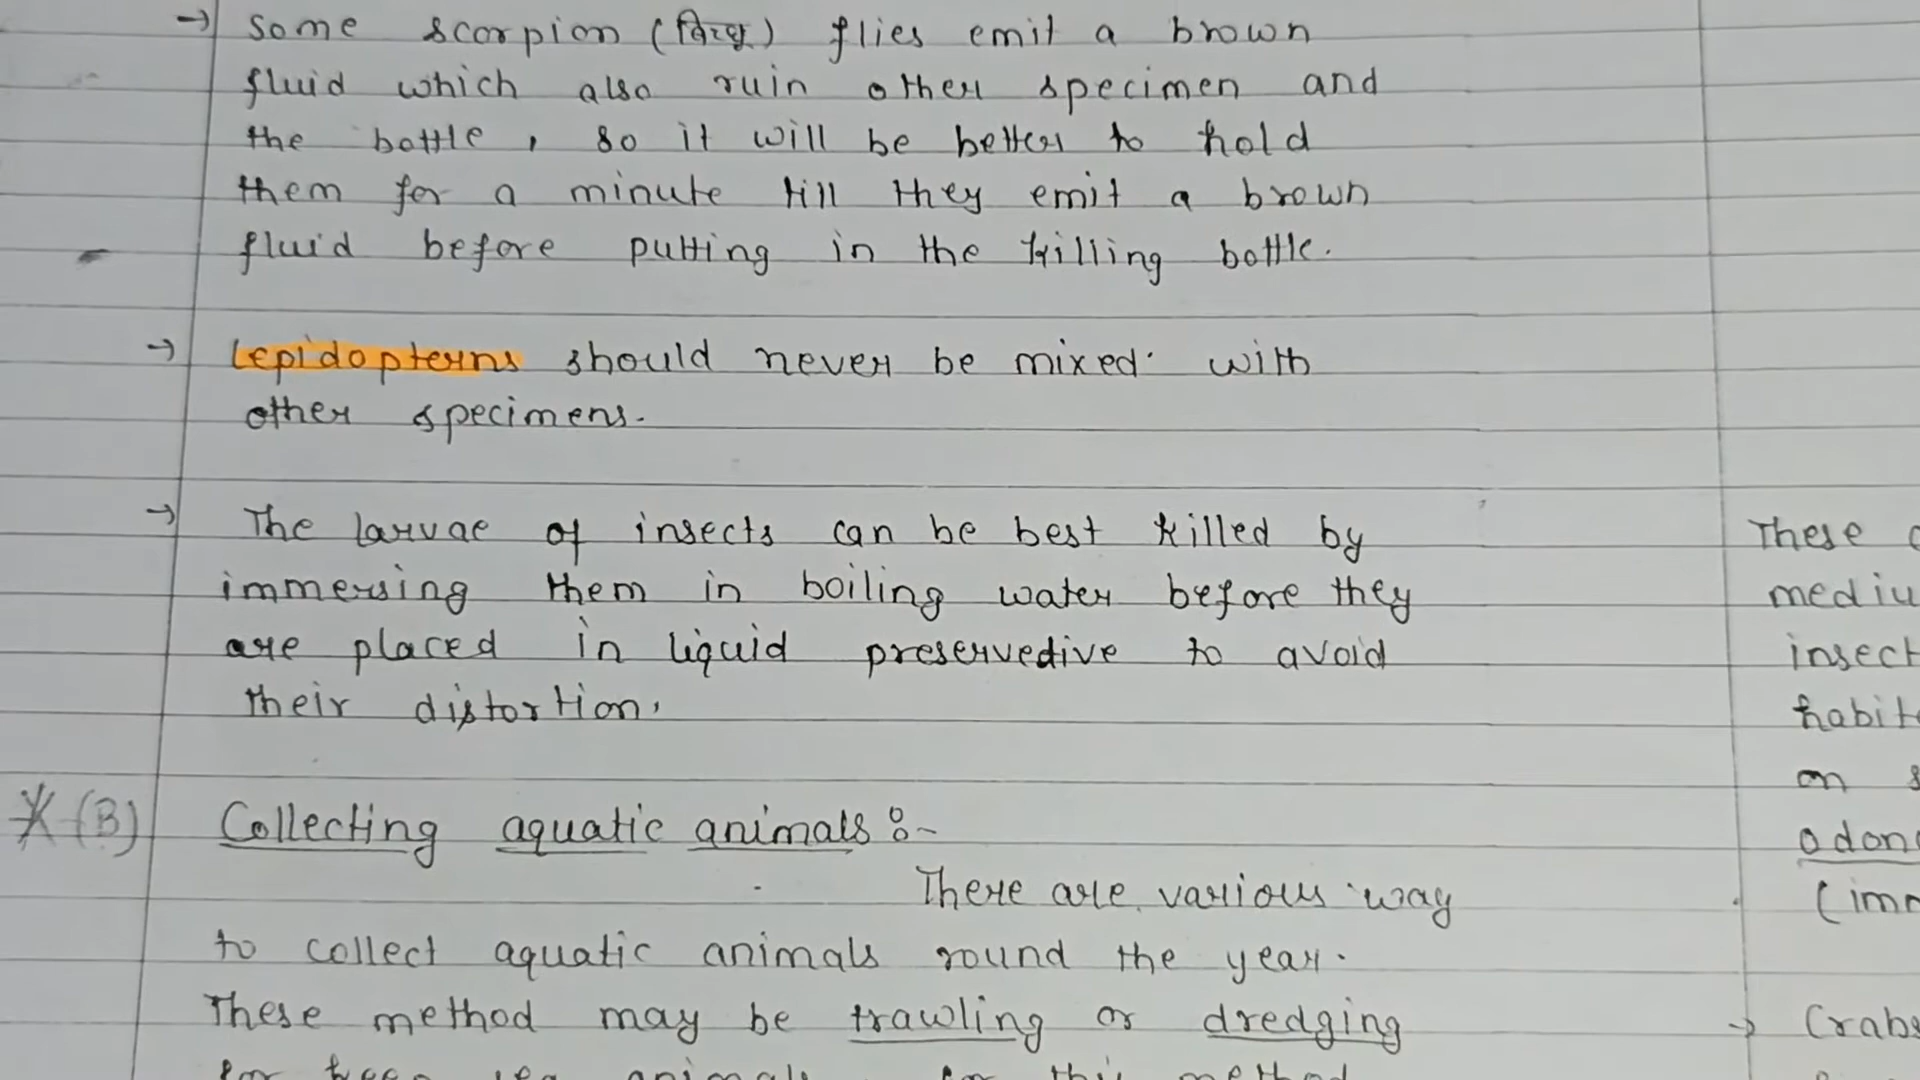 → Some scorpion (बिच्छू) flies emit a brown
fluid which also ruin other specimen and
the bottle, so it will be better to hold
them for a minute till they emit a brown
fluid before putting in the killing bottle.
→ Lepidopterns should never be mixed with
other specimens.
→ The larvae of insects can be best killed by
immersing them in boiling water before they
are placed in liquid preservedive to avoid
their distortion.
* (B) Collecting aquatic animals :-
There are various way
to collect aquatic animals round the year.
These method may be trawling or dredging
animals for this method
These
mediu
insect
habit
on
odon
(imm
→ Crabs